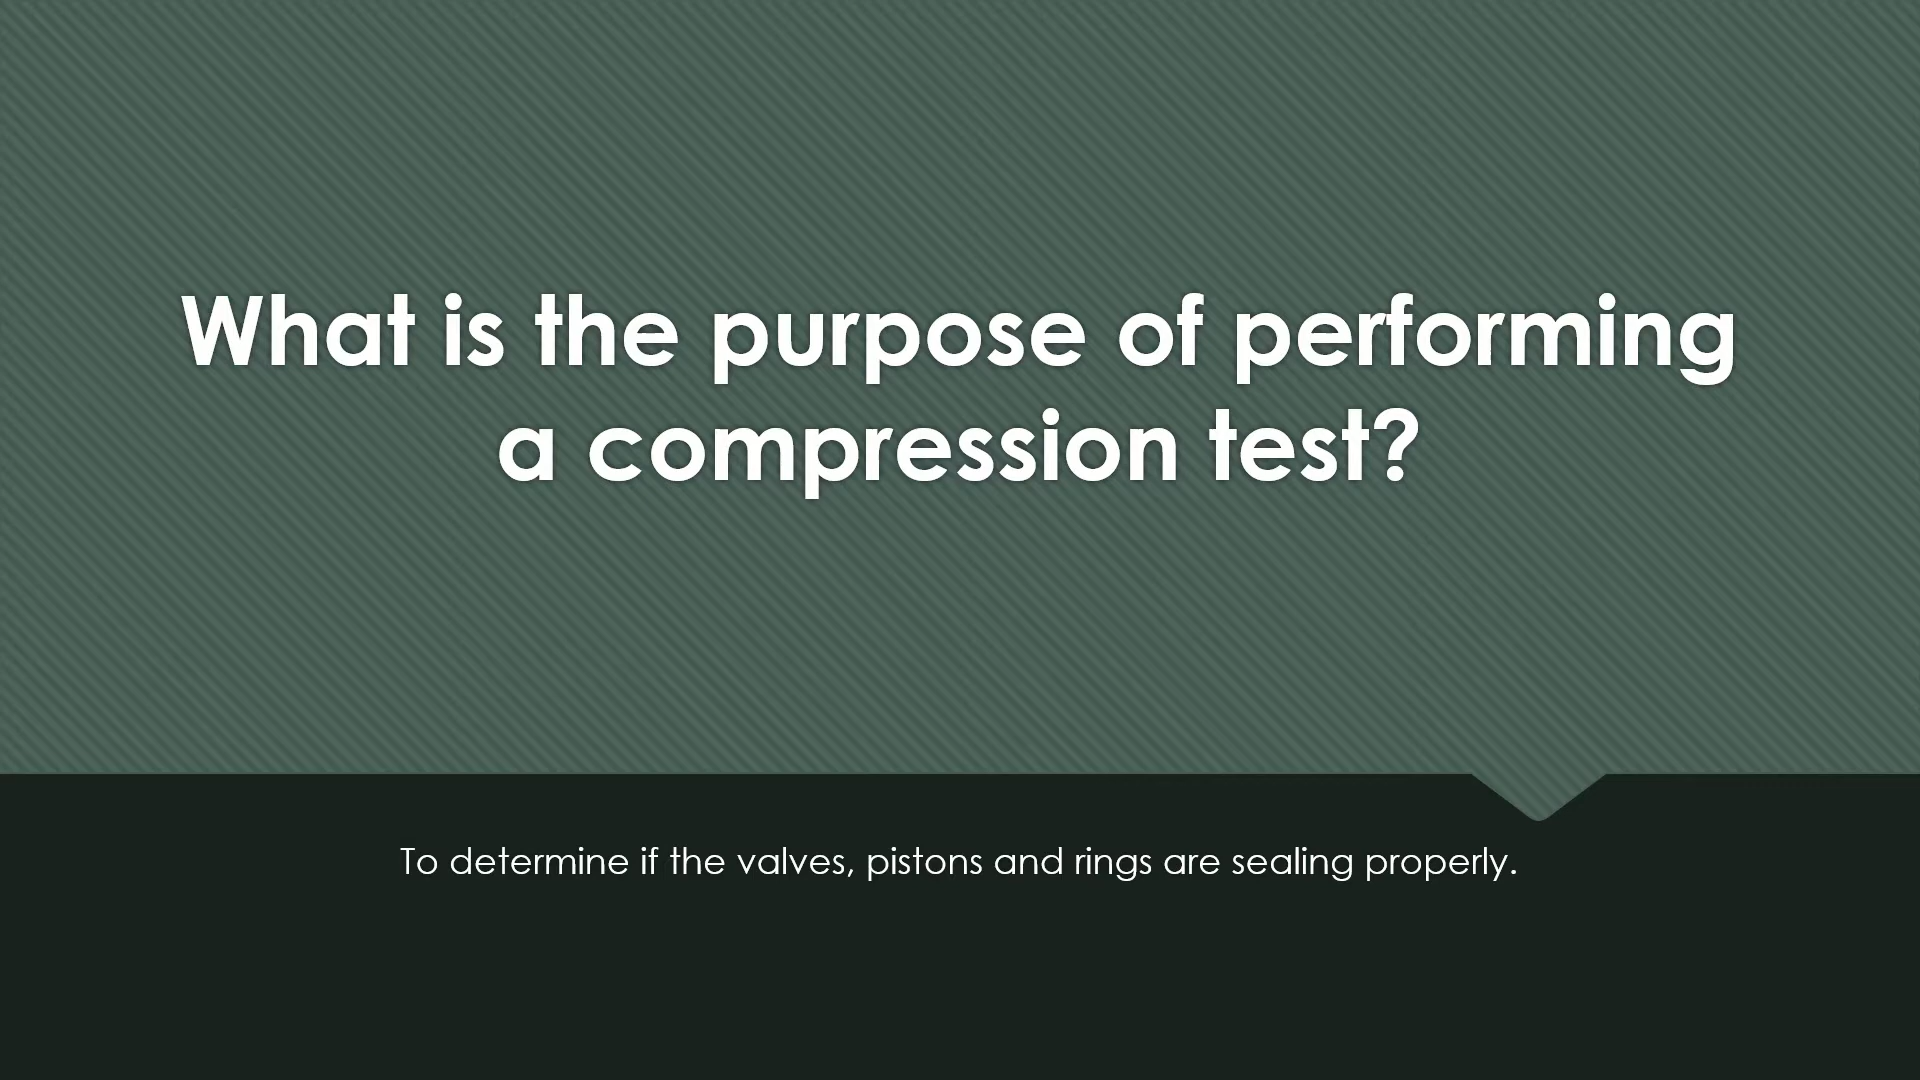 What is the purpose of performing
a compression test?
To determine if the valves, pistons and rings are sealing properly.